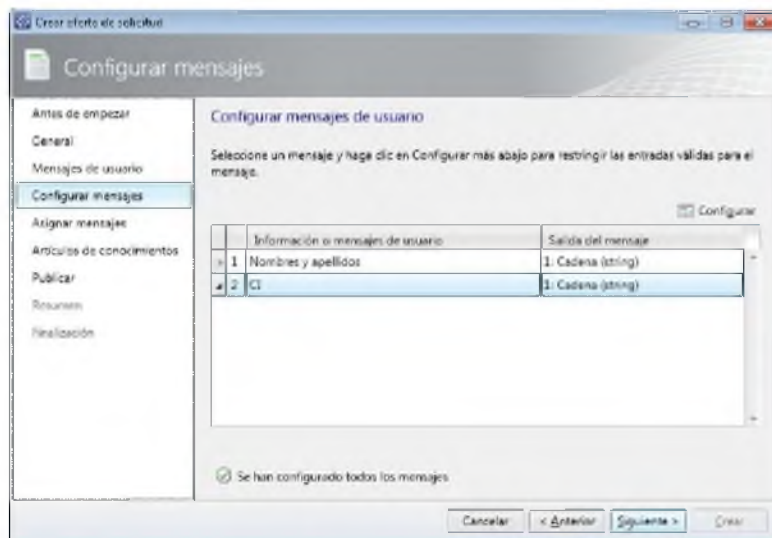 Crear oferta de solicitud
Configurar mensajes
Antes de empezar
General
Mensajes de usuario
Configurar mensajes
Asignar mensajes
Artículos de conocimientos
Publicar
Resumen
Finalización
Configurar mensajes de usuario
Seleccione un mensaje y haga clic en Configurar más abajo para restringir las entradas válidas para el
mensaje.
Configurar
Información o mensajes de usuario Salida del mensaje
1 Nombres y apellidos 1: Cadena (string)
2 CI 1: Cadena (string)
Se han configurado todos los mensajes
Cancelar < Anterior Siguiente > Crear